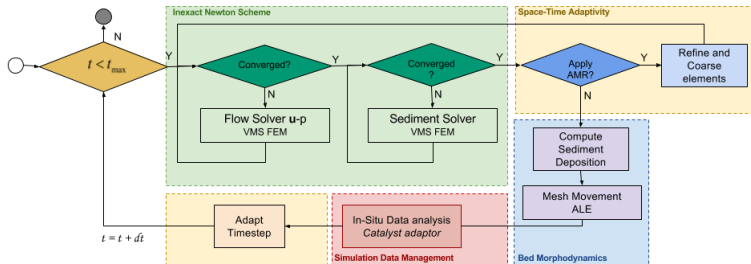 Inexact Newton Scheme
Space-Time Adaptivity
N
t < tmax
Y
Converged?
Y
Converged
?
Y
Apply
AMR?
Y
Refine and
Coarse
elements
N
N
N
Flow Solver u-p
VMS FEM
Sediment Solver
VMS FEM
Compute
Sediment
Deposition
Mesh Movement
ALE
Adapt
Timestep
In-Situ Data analysis
Catalyst adaptor
t = t + dt
Simulation Data Management
Bed Morphodynamics